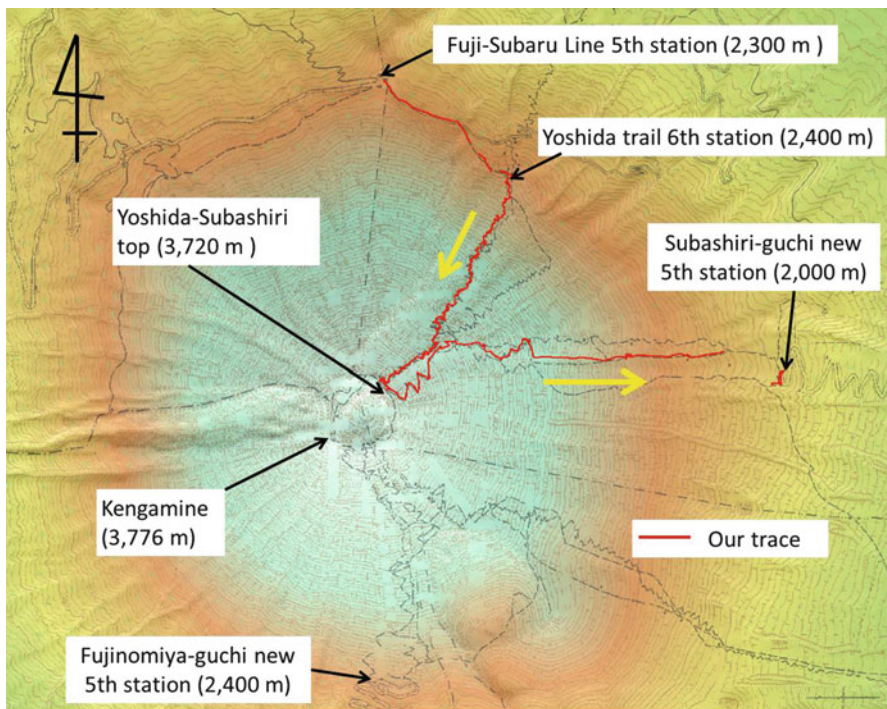 Fuji-Subaru Line 5th station (2,300 m )
Yoshida trail 6th station (2,400 m)
Yoshida-Subashiri
top (3,720 m )
Subashiri-guchi new
5th station (2,000 m)
Kengamine
(3,776 m)
Our trace
Fujinomiya-guchi new
5th station (2,400 m)